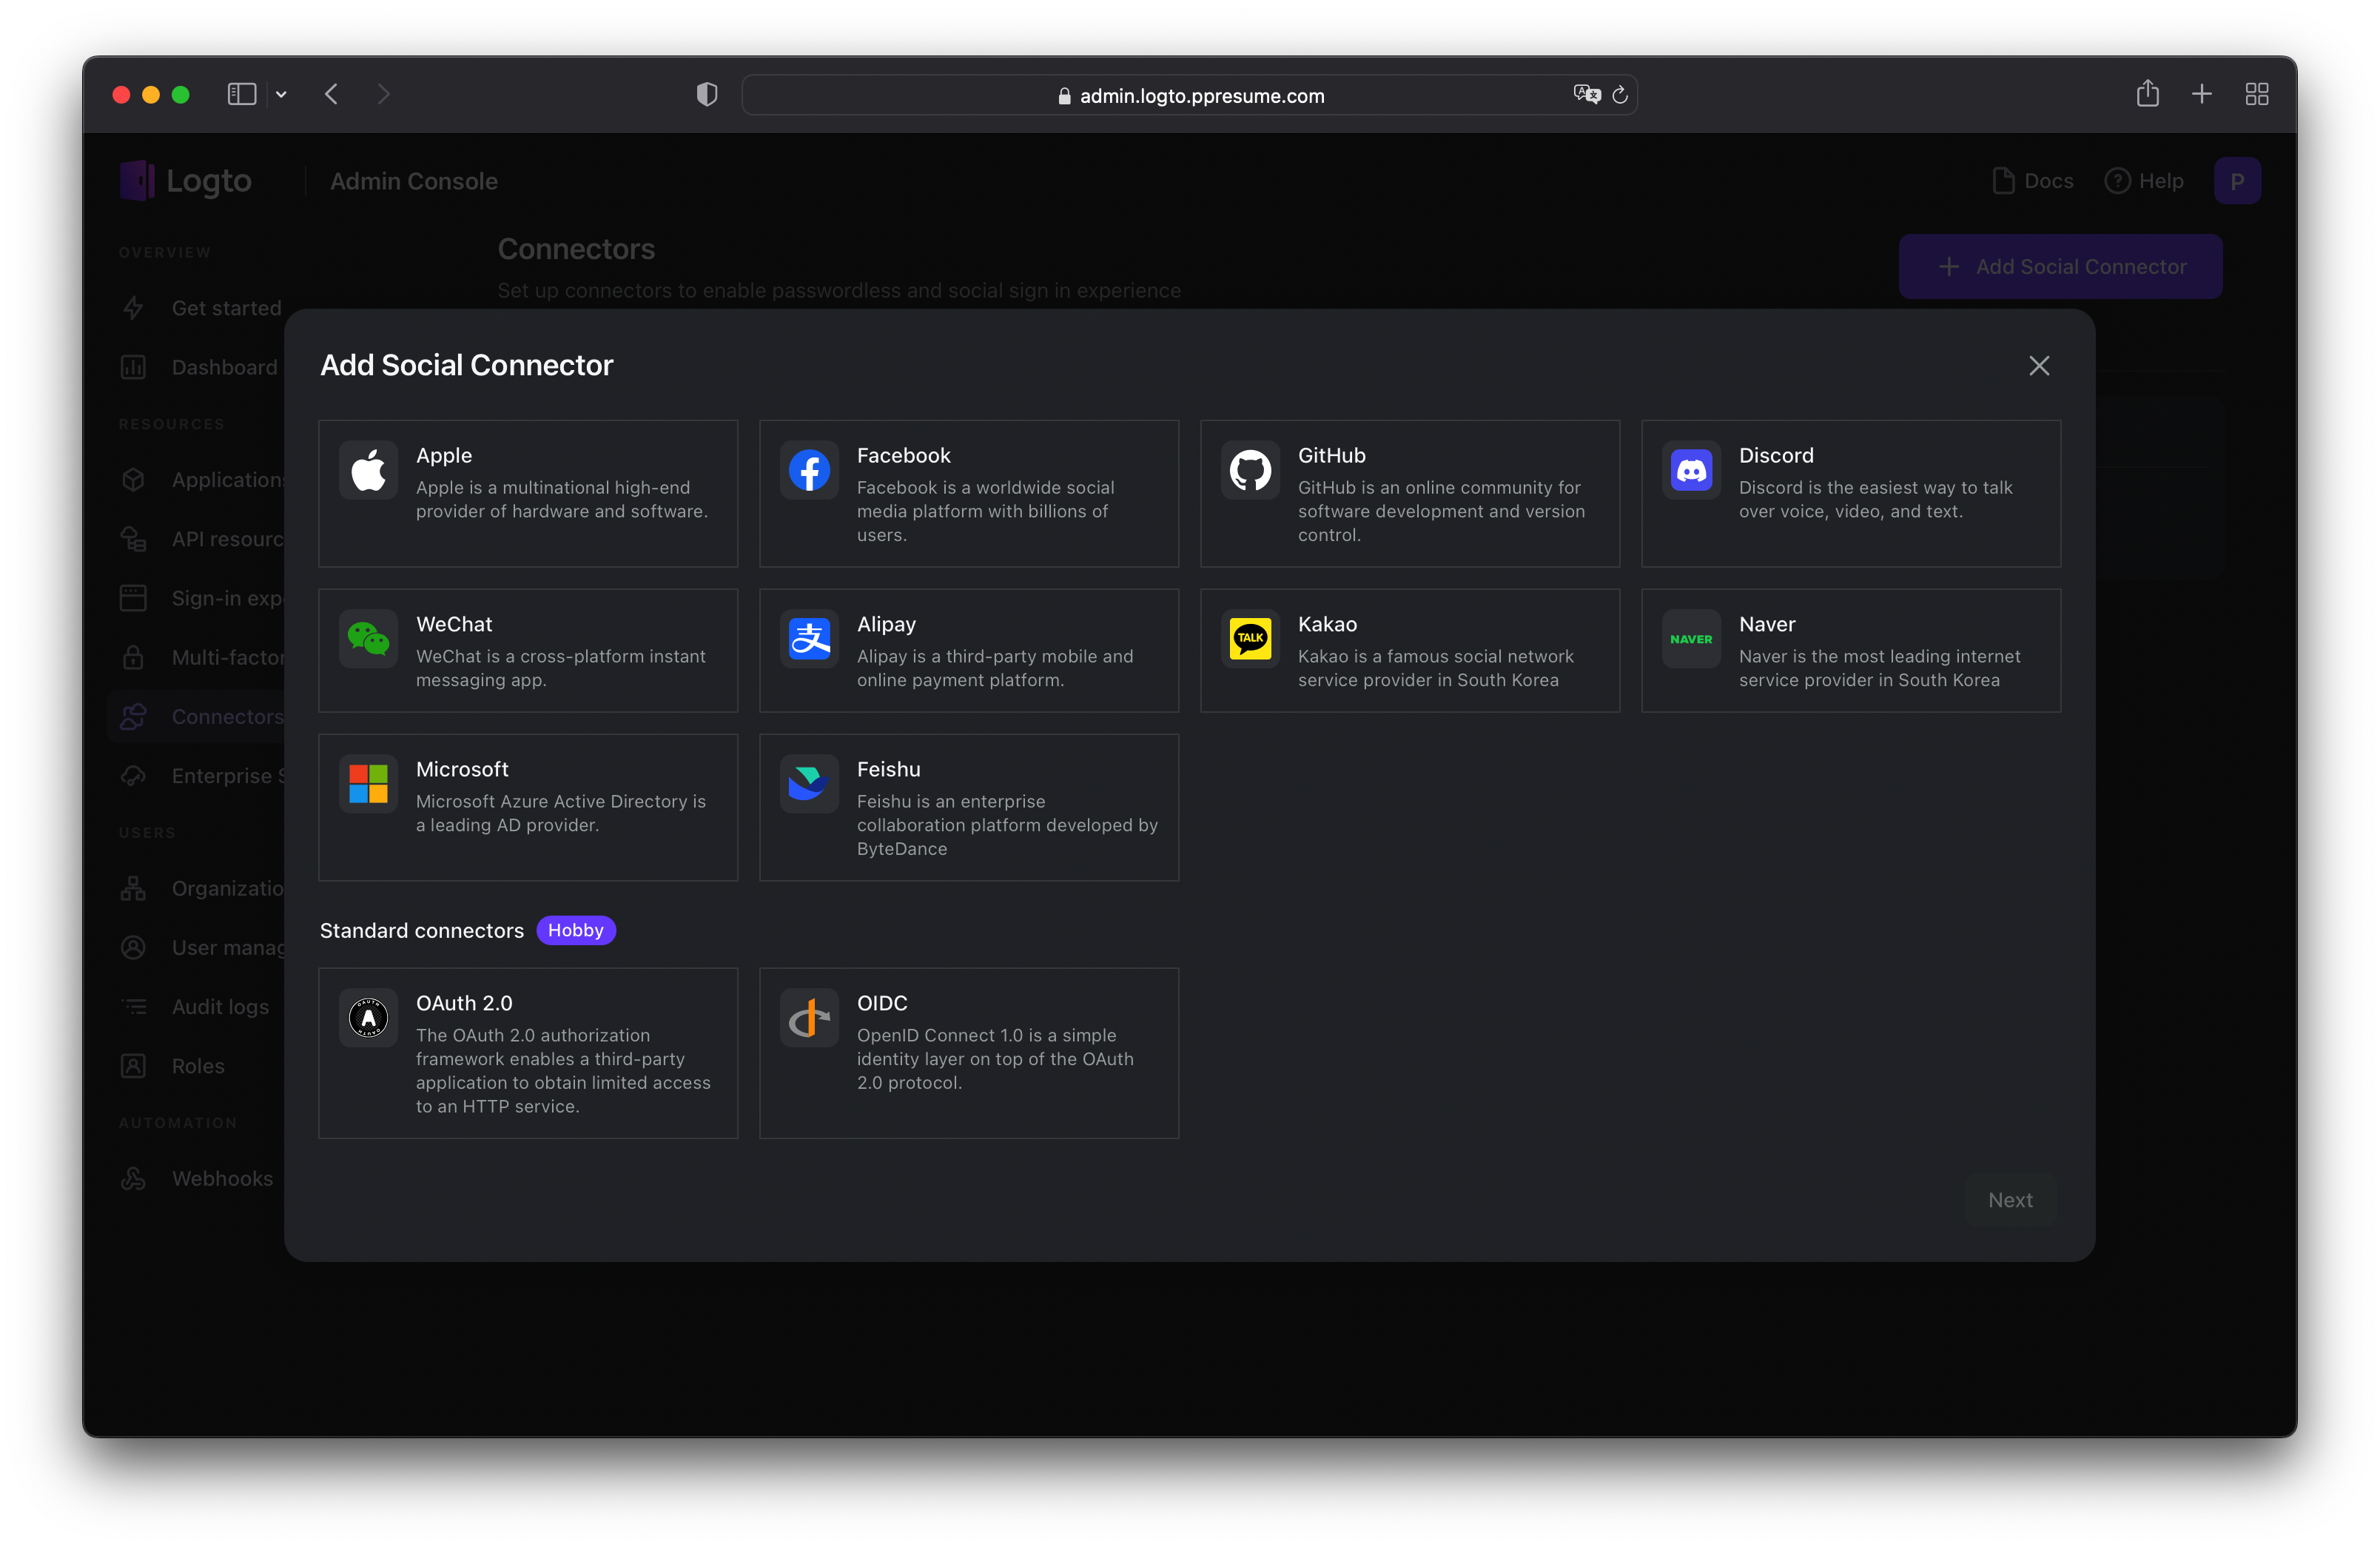 admin.logto.ppresume.com
Logto
Admin Console
Docs
Help
P
OVERVIEW
Get started
Dashboard
RESOURCES
Applications
API resourc
Sign-in exp
Multi-factor
Connectors
Enterprise S
USERS
Organizatio
User manag
Audit logs
Roles
AUTOMATION
Webhooks
Connectors
Set up connectors to enable passwordless and social sign in experience
Add Social Connector
Add Social Connector
Apple
Apple is a multinational high-end
provider of hardware and software.
Facebook
Facebook is a worldwide social
media platform with billions of
users.
GitHub
GitHub is an online community for
software development and version
control.
Discord
Discord is the easiest way to talk
over voice, video, and text.
WeChat
WeChat is a cross-platform instant
messaging app.
支
Alipay
Alipay is a third-party mobile and
online payment platform.
TALK
Kakao
Kakao is a famous social network
service provider in South Korea
NAVER
Naver
Naver is the most leading internet
service provider in South Korea
Microsoft
Microsoft Azure Active Directory is
a leading AD provider.
Feishu
Feishu is an enterprise
collaboration platform developed by
ByteDance
Standard connectors
Hobby
OAuth 2.0
The OAuth 2.0 authorization
framework enables a third-party
application to obtain limited access
to an HTTP service.
OIDC
OpenID Connect 1.0 is a simple
identity layer on top of the OAuth
2.0 protocol.
Next